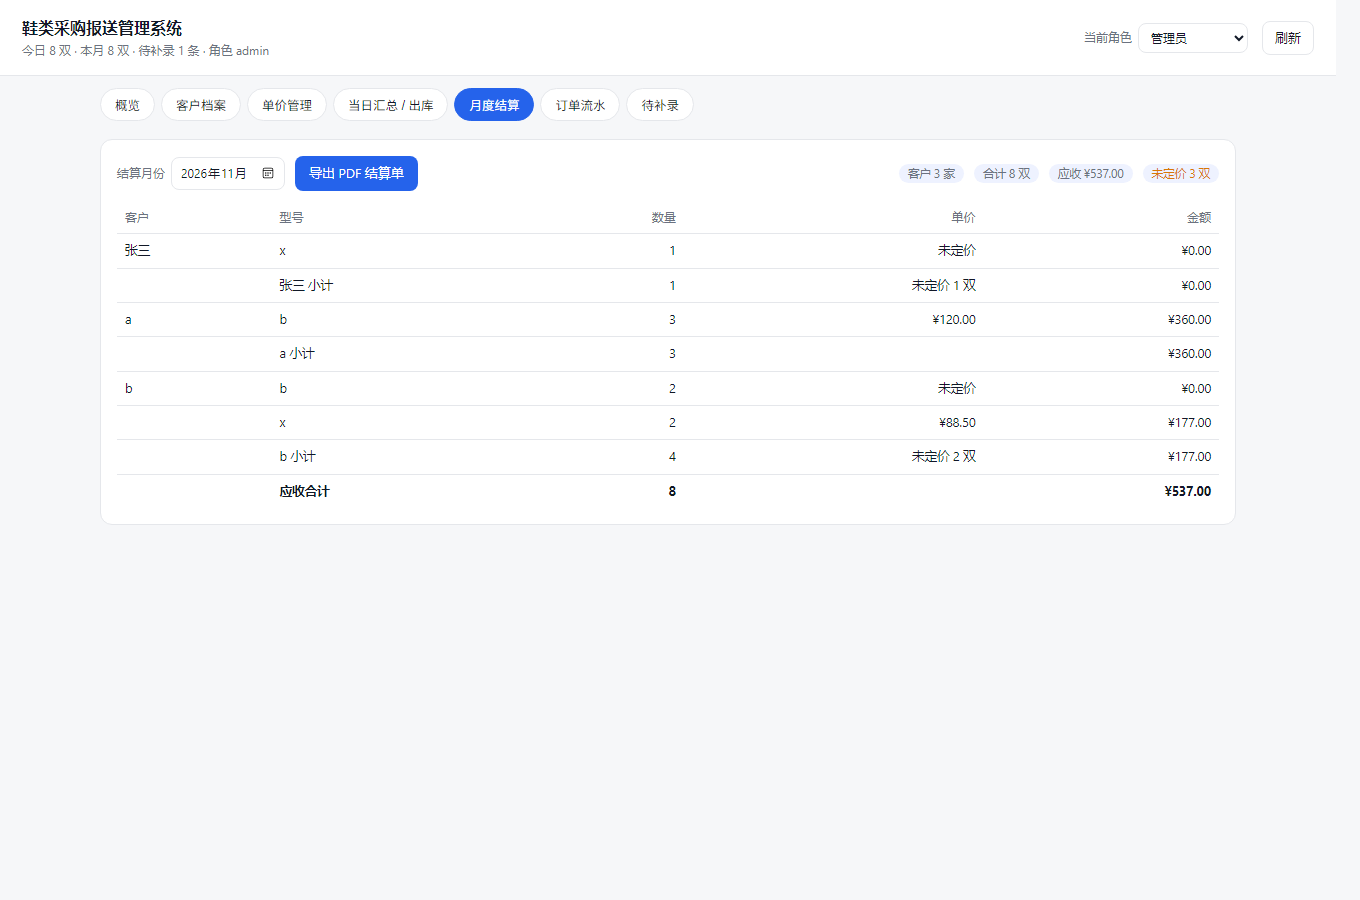 鞋类采购报送管理系统
今日 8 双 · 本月 8 双 · 待补录 1 条 · 角色 admin
当前角色 管理员 刷新
概览 客户档案 单价管理 当日汇总 / 出库 月度结算 订单流水 待补录
结算月份 2026年11月 导出 PDF 结算单 客户 3 家 合计 8 双 应收 ¥537.00 未定价 3 双
客户 型号 数量 单价 金额
张三 x 1 未定价 ¥0.00
张三 小计 1 未定价 1 双 ¥0.00
a b 3 ¥120.00 ¥360.00
a 小计 3 ¥360.00
b b 2 未定价 ¥0.00
x 2 ¥88.50 ¥177.00
b 小计 4 未定价 2 双 ¥177.00
应收合计 8 ¥537.00